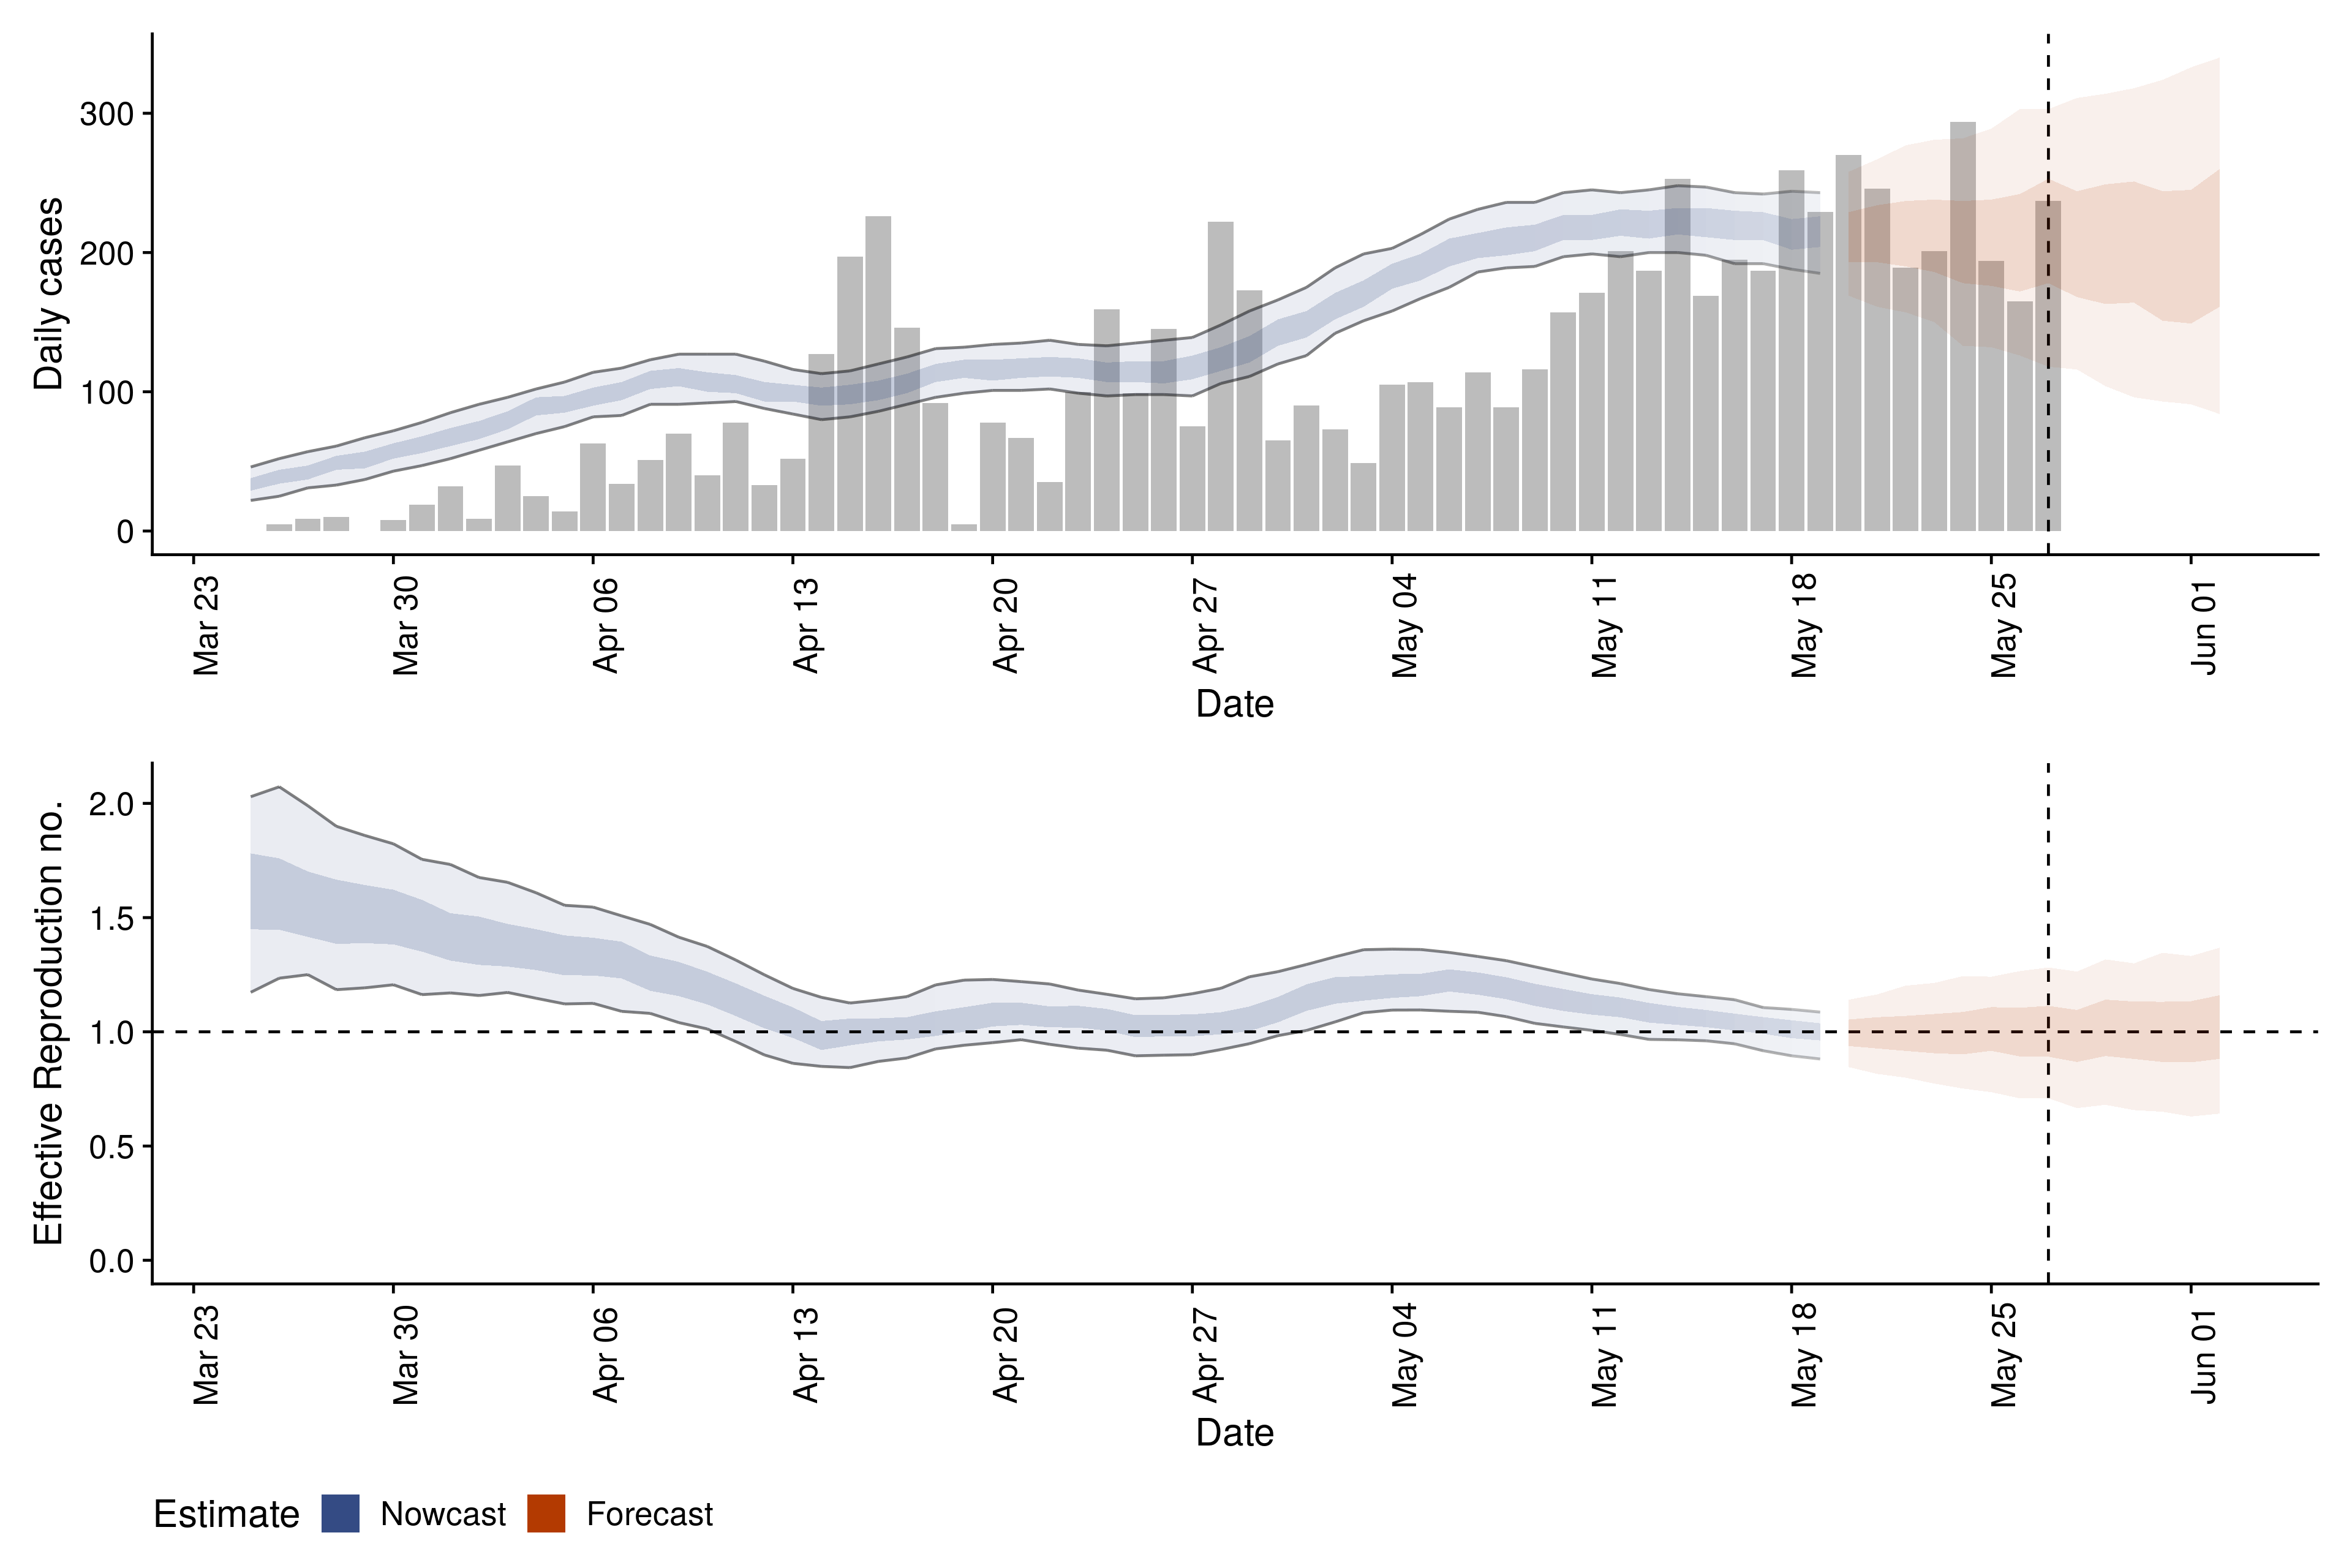 Daily cases
300
200
100
0
Mar 23
Mar 30
Apr 06
Apr 13
Apr 20
Apr 27
May 04
May 11
May 18
May 25
Jun 01
Date
Effective Reproduction no.
2.0
1.5
1.0
0.5
0.0
Mar 23
Mar 30
Apr 06
Apr 13
Apr 20
Apr 27
May 04
May 11
May 18
May 25
Jun 01
Date
Estimate Nowcast Forecast